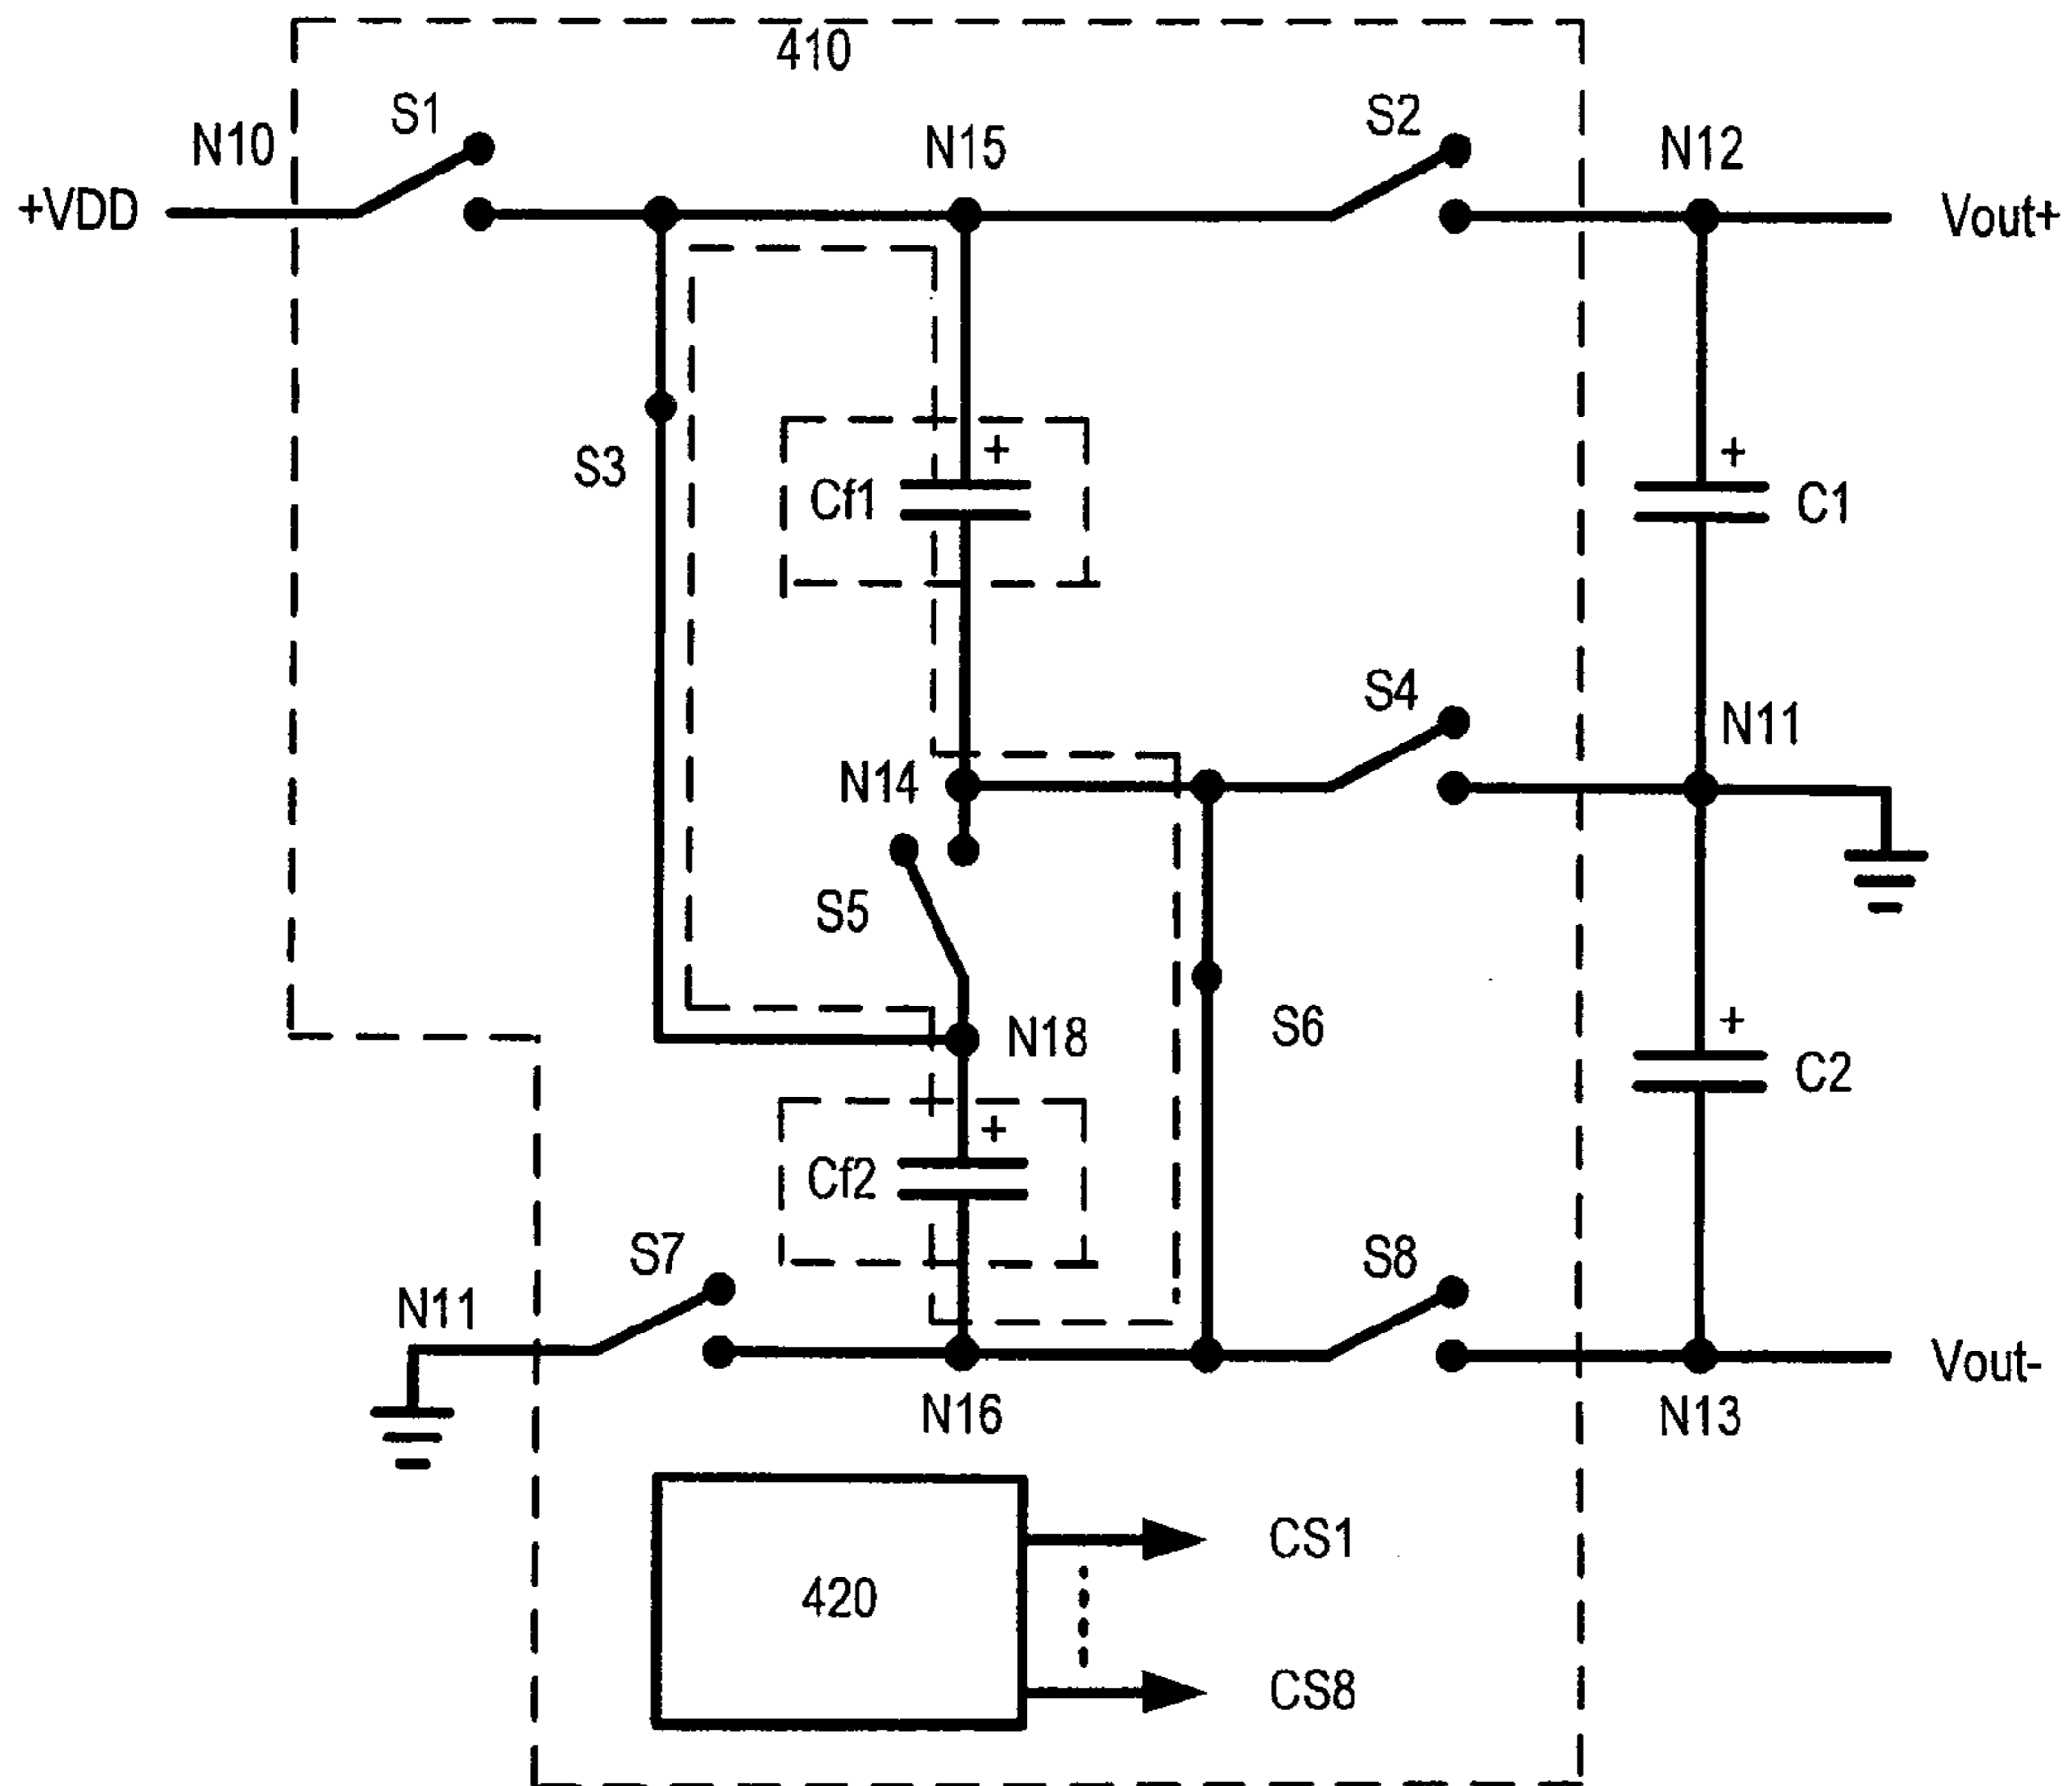 410
S1
S2
N10
N15
N12
+VDD
Vout+
+
+
S3
Cf1
C1
S4
N11
N14
S5
S6
N18
+
+
C2
Cf2
S7
S8
N11
Vout-
N16
N13
CS1
420
CS8